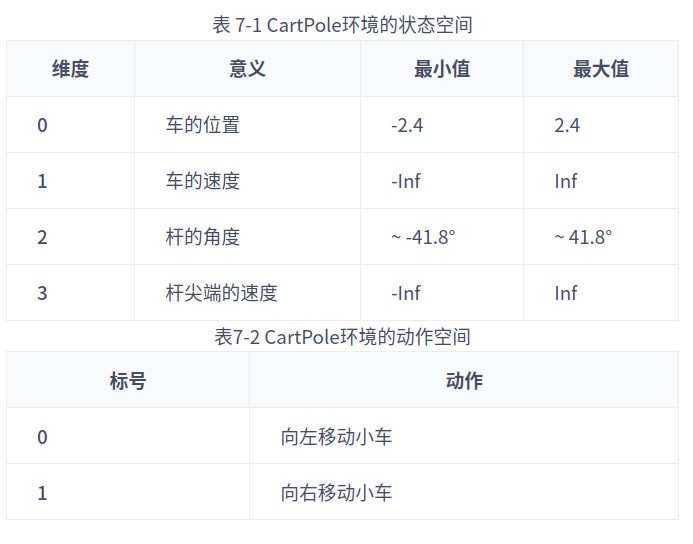 表 7-1 CartPole环境的状态空间
维度 意义 最小值 最大值
0 车的位置 -2.4 2.4
1 车的速度 -Inf Inf
2 杆的角度 ~ -41.8° ~ 41.8°
3 杆尖端的速度 -Inf Inf
表7-2 CartPole环境的动作空间
标号 动作
0 向左移动小车
1 向右移动小车